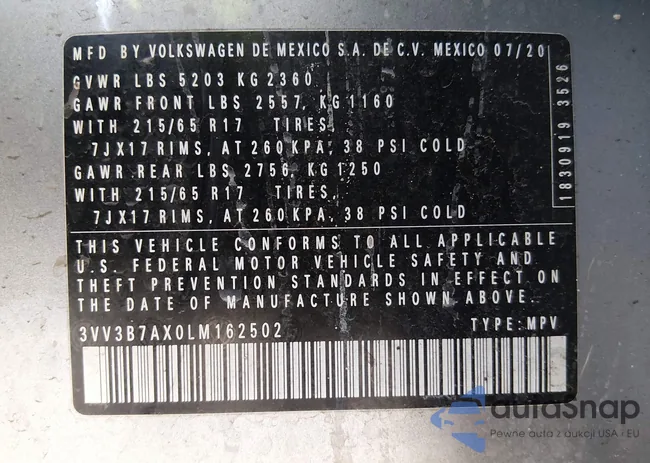 MFD BY VOLKSWAGEN DE MEXICO S.A. DE C.V. MEXICO 07/20
GVWR LBS 5203 KG 2360
GAWR FRONT LBS 2557, KG 1160
WITH 215/65 R17 TIRES,
7JX17 RIMS, AT 260 KPA, 38 PSI COLD
GAWR REAR LBS 2756, KG 1250
WITH 215/65 R17 TIRES,
7JX17 RIMS, AT 260 KPA, 38 PSI COLD
1830919 3526
THIS VEHICLE CONFORMS TO ALL APPLICABLE
U.S. FEDERAL MOTOR VEHICLE SAFETY AND
THEFT PREVENTION STANDARDS IN EFFECT ON
THE DATE OF MANUFACTURE SHOWN ABOVE.
3VV3B7AX0LM162502 TYPE: MPV
autasnap
Pewne auta z aukcji USA i EU